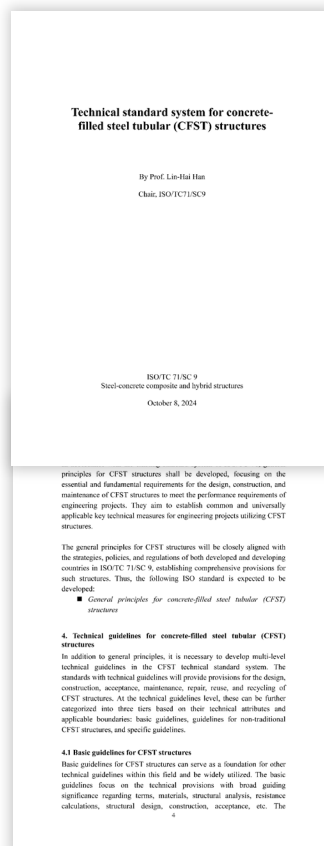 Technical standard system for concrete-
filled steel tubular (CFST) structures
By Prof. Lin-Hai Han
Chair, ISO/TC71/SC9
ISO/TC 71/SC 9
Steel-concrete composite and hybrid structures
October 8, 2024
principles for CFST structures shall be developed, focusing on the
essential and fundamental requirements for the design, construction, and
maintenance of CFST structures to meet the performance requirements of
engineering projects. They aim to establish common and universally
applicable key technical measures for engineering projects utilizing CFST
structures.
The general principles for CFST structures will be closely aligned with
the strategies, policies, and regulations of both developed and developing
countries in ISO/TC 71/SC 9, establishing comprehensive provisions for
such structures. Thus, the following ISO standard is expected to be
developed:
■ General principles for concrete-filled steel tubular (CFST)
structures
4. Technical guidelines for concrete-filled steel tubular (CFST)
structures
In addition to general principles, it is necessary to develop multi-level
technical guidelines in the CFST technical standard system. The
standards with technical guidelines will provide provisions for the design,
construction, acceptance, maintenance, repair, reuse, and recycling of
CFST structures. At the technical guidelines level, these can be further
categorized into three tiers based on their technical attributes and
applicable boundaries: basic guidelines, guidelines for non-traditional
CFST structures, and specific guidelines.
4.1 Basic guidelines for CFST structures
Basic guidelines for CFST structures can serve as a foundation for other
technical guidelines within this field and be widely utilized. The basic
guidelines focus on the technical provisions with broad guiding
significance regarding terms, materials, structural analysis, resistance
calculations, structural design, construction, acceptance, etc. The
4